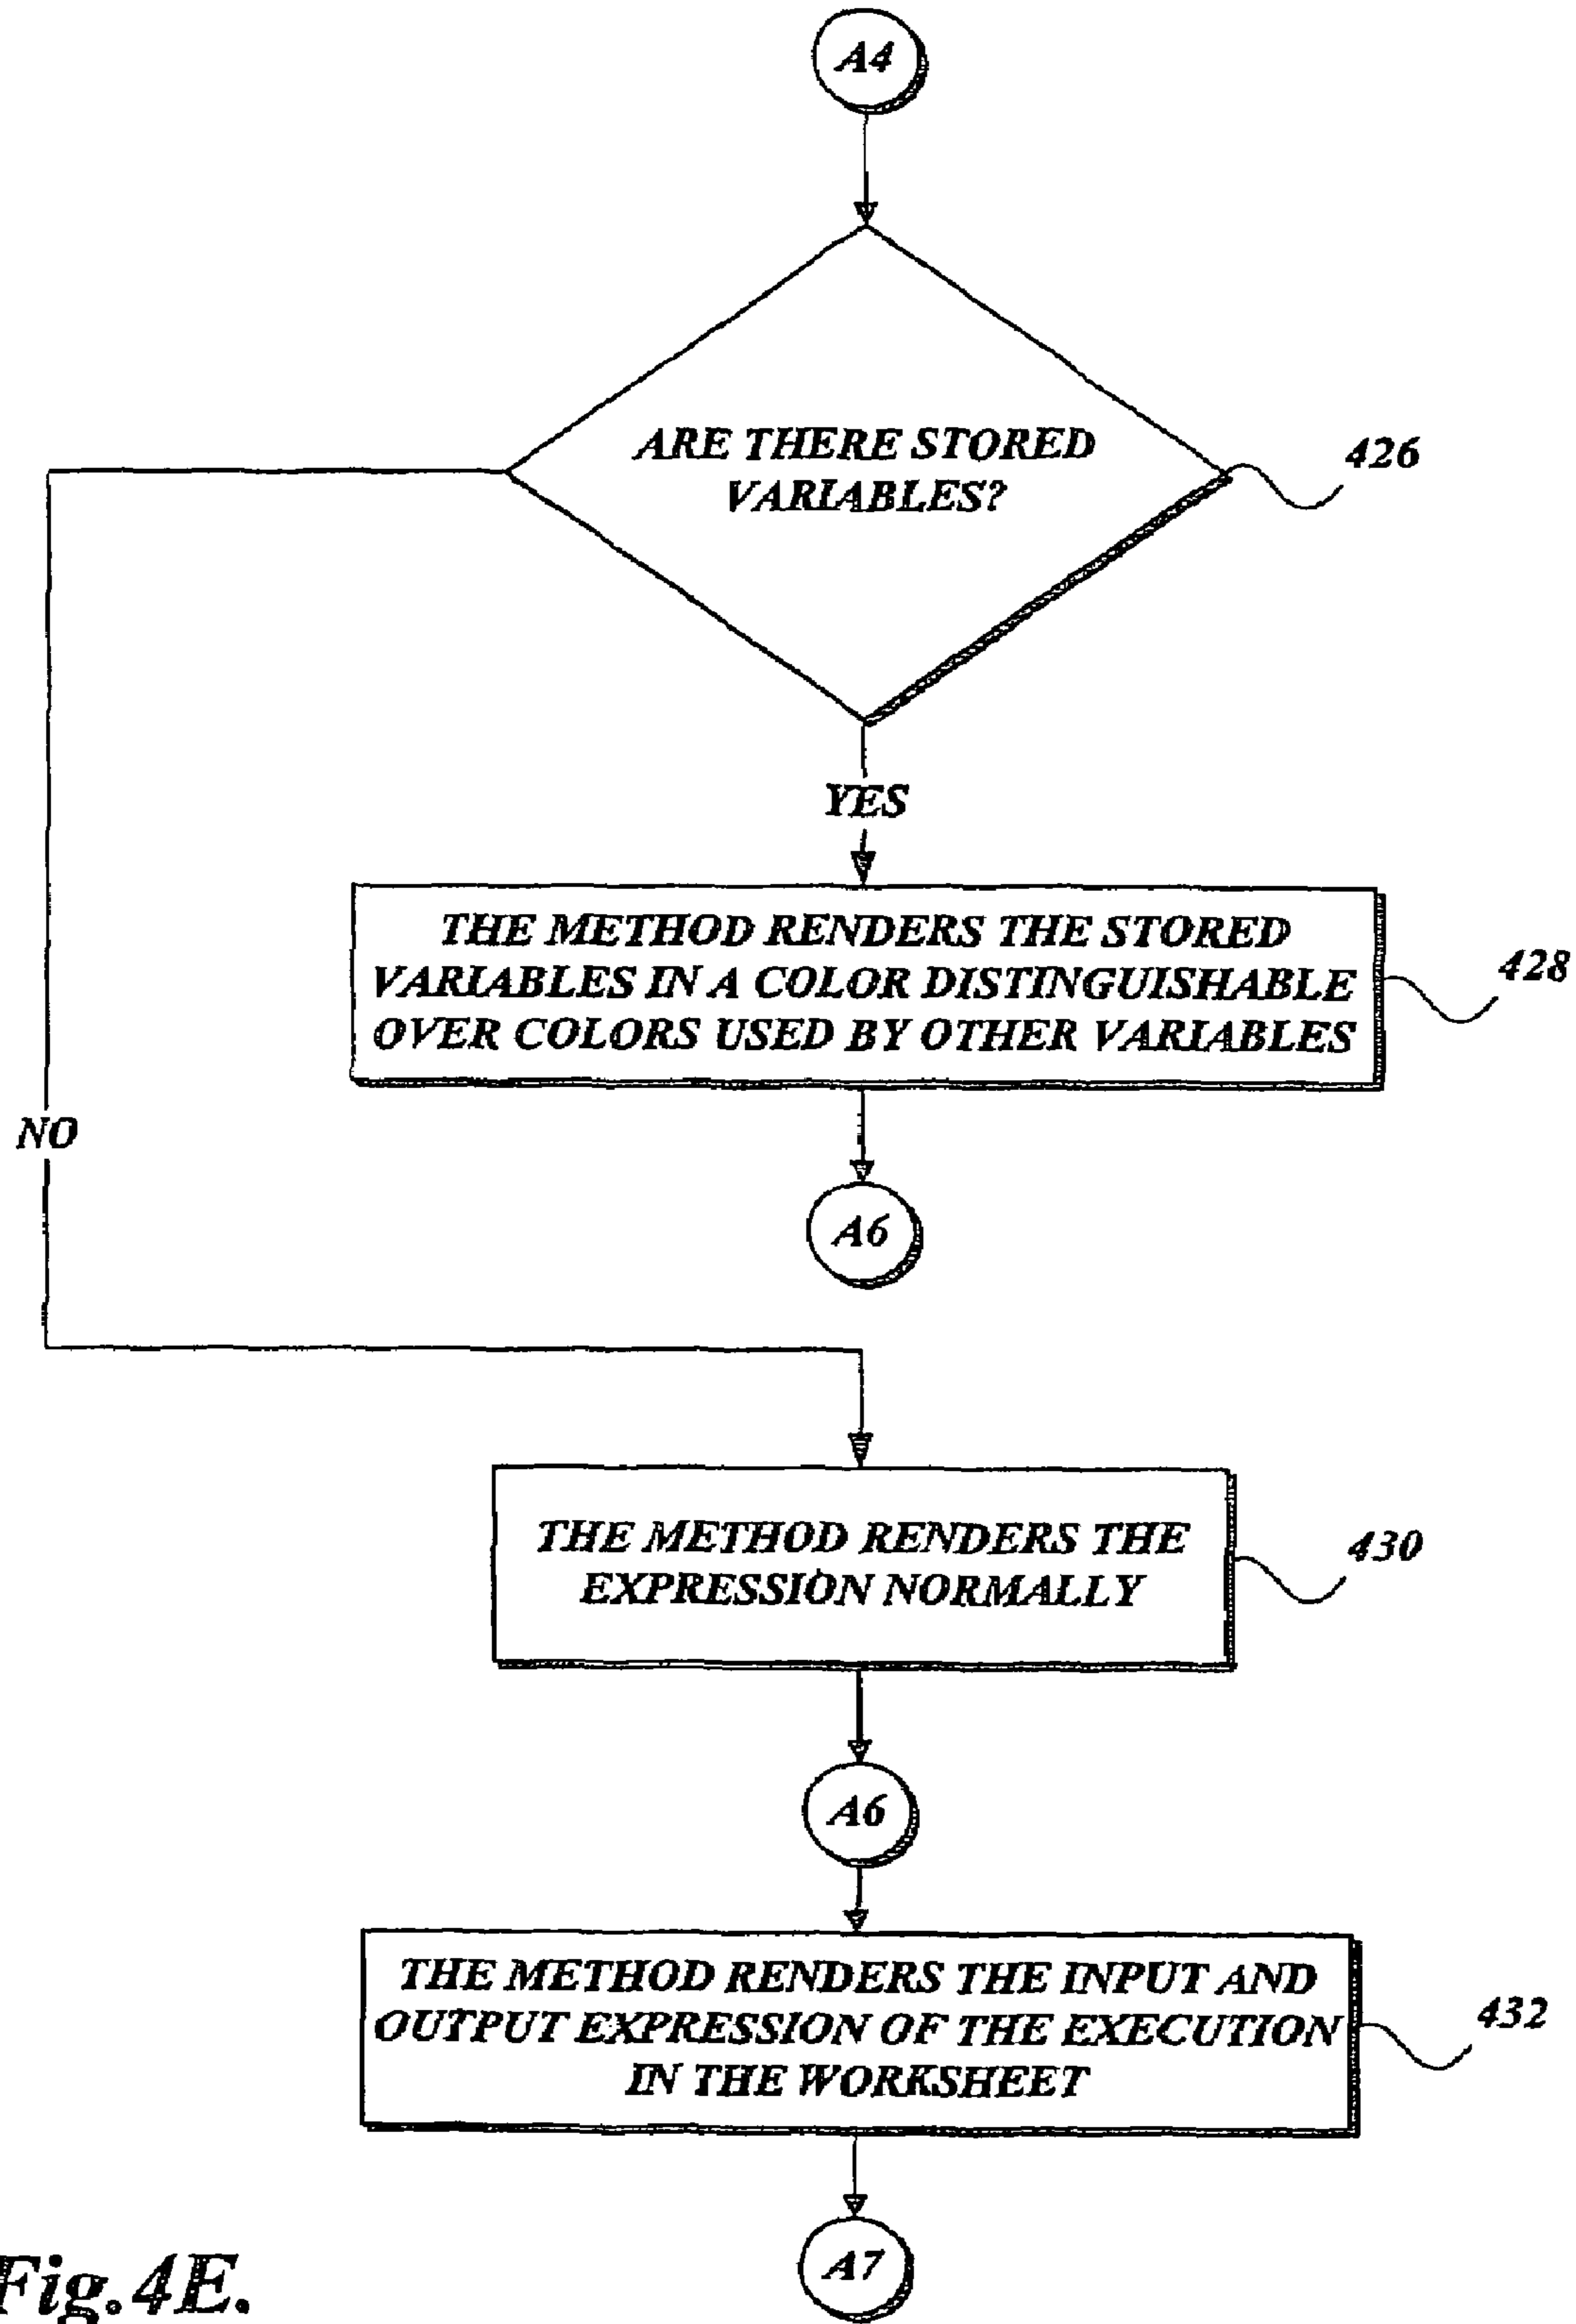 A4
ARE THERE STORED
VARIABLES?
426
YES
THE METHOD RENDERS THE STORED
VARIABLES IN A COLOR DISTINGUISHABLE
OVER COLORS USED BY OTHER VARIABLES
428
NO
A6
THE METHOD RENDERS THE
EXPRESSION NORMALLY
430
A6
THE METHOD RENDERS THE INPUT AND
OUTPUT EXPRESSION OF THE EXECUTION
IN THE WORKSHEET
432
A7
Fig.4E.